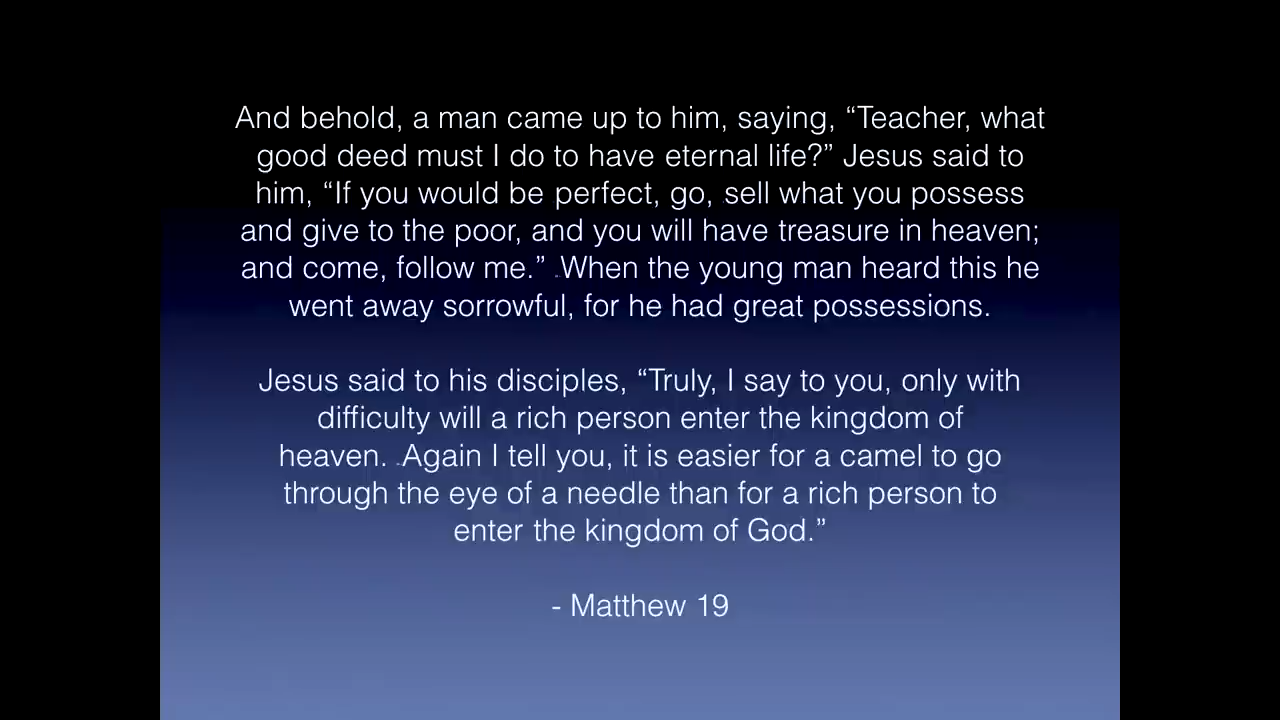 And behold, a man came up to him, saying, “Teacher, what
good deed must I do to have eternal life?” Jesus said to
him, “If you would be perfect, go, sell what you possess
and give to the poor, and you will have treasure in heaven;
and come, follow me.” When the young man heard this he
went away sorrowful, for he had great possessions.
Jesus said to his disciples, “Truly, I say to you, only with
difficulty will a rich person enter the kingdom of
heaven. Again I tell you, it is easier for a camel to go
through the eye of a needle than for a rich person to
enter the kingdom of God.”
- Matthew 19